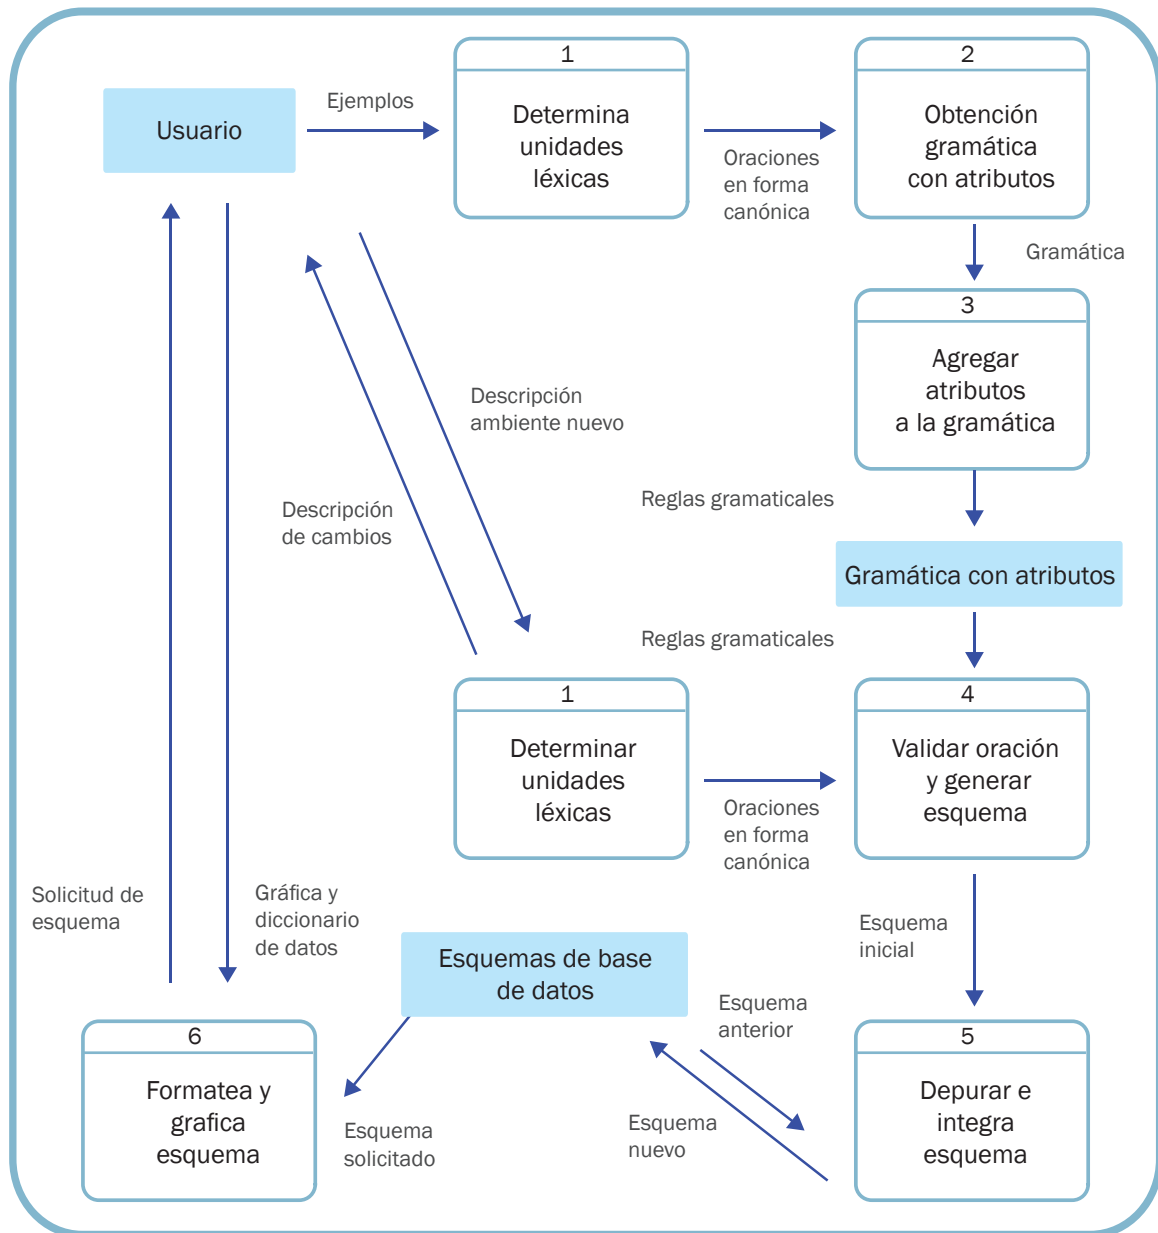 1
2
Usuario
Ejemplos
Determina
unidades
léxicas
Oraciones
en forma
canónica
Obtención
gramática
con atributos
Gramática
3
Agregar
atributos
a la gramática
Descripción
ambiente nuevo
Descripción
de cambios
Reglas gramaticales
Gramática con atributos
Reglas gramaticales
1
Determinar
unidades
léxicas
Oraciones
en forma
canónica
4
Validar oración
y generar
esquema
Solicitud de
esquema
Gráfica y
diccionario
de datos
Esquemas de base
de datos
Esquema
inicial
Esquema
anterior
6
Formatea y
grafica
esquema
Esquema
solicitado
Esquema
nuevo
5
Depurar e
integra
esquema